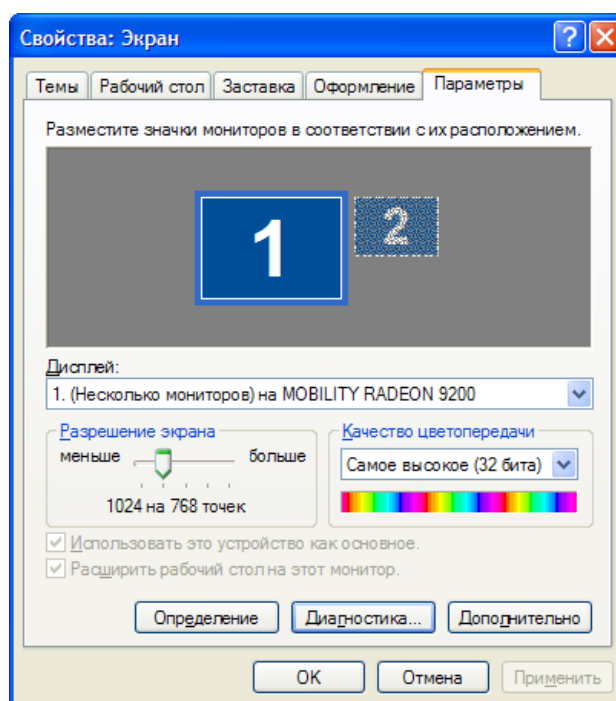 Свойства: Экран
Темы Рабочий стол Заставка Оформление Параметры
Разместите значки мониторов в соответствии с их расположением.
1 2
Дисплей:
1. (Несколько мониторов) на MOBILITY RADEON 9200
Разрешение экрана Качество цветопередачи
меньше больше Самое высокое (32 бита)
1024 на 768 точек
Использовать это устройство как основное.
Расширить рабочий стол на этот монитор.
Определение Диагностика... Дополнительно
OK Отмена Применить